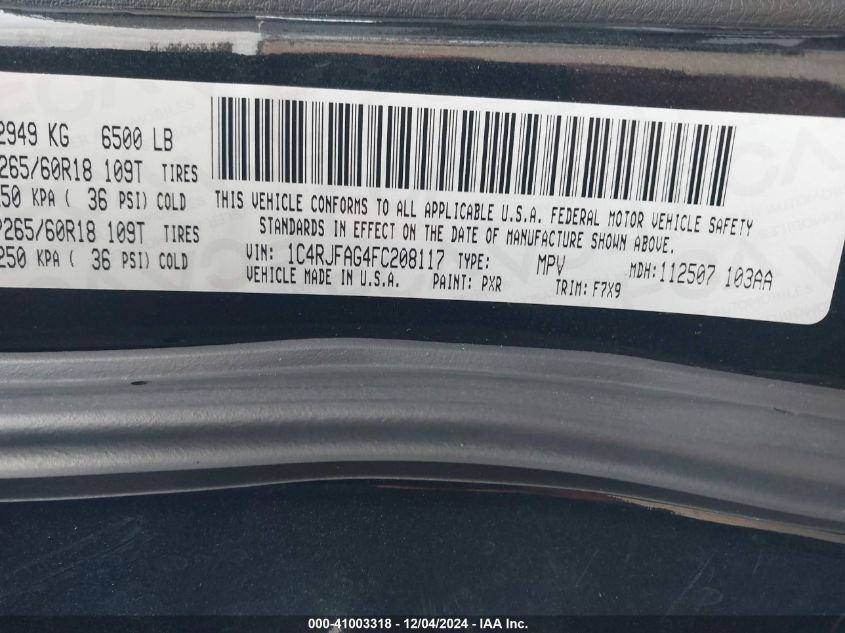 2949 KG 6500 LB
265/60R18 109T TIRES
250 KPA ( 36 PSI) COLD
P265/60R18 109T TIRES
250 KPA ( 36 PSI) COLD
THIS VEHICLE CONFORMS TO ALL APPLICABLE U.S.A. FEDERAL MOTOR VEHICLE SAFETY
STANDARDS IN EFFECT ON THE DATE OF MANUFACTURE SHOWN ABOVE.
VIN: 1C4RJFAG4FC208117 TYPE: MPV MDH:112507 103AA
VEHICLE MADE IN U.S.A. PAINT: PXR TRIM: F7X9
000-41003318 - 12/04/2024 - IAA Inc.